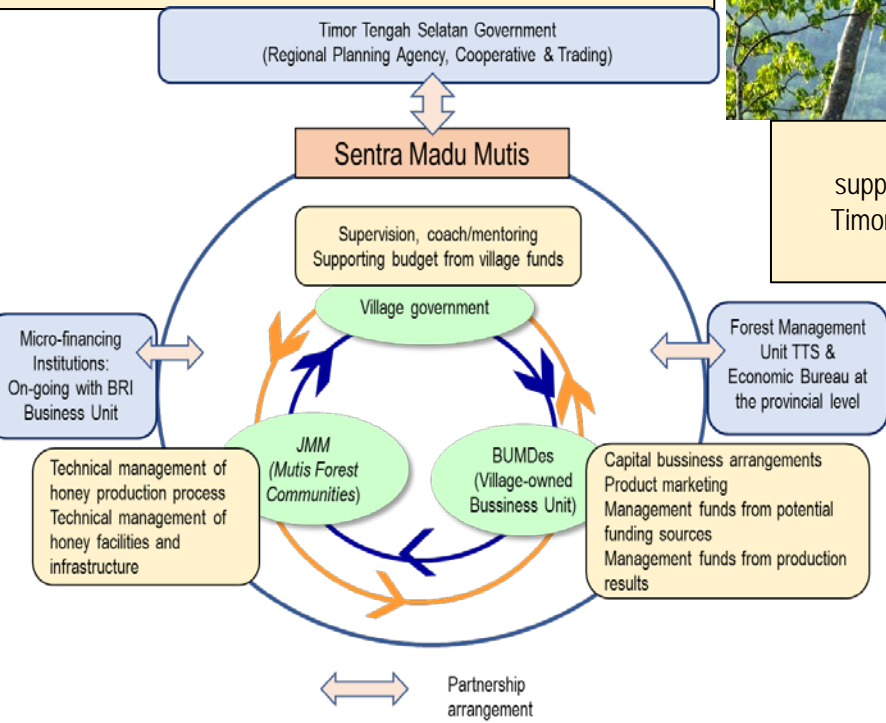 Timor Tengah Selatan Government
(Regional Planning Agency, Cooperative & Trading)
Sentra Madu Mutis
supp
Timor
Supervision, coach/mentoring
Supporting budget from village funds
Village government
Micro-financing
Institutions:
On-going with BRI
Business Unit
Forest Management
Unit TTS &
Economic Bureau at
the provincial level
JMM
(Mutis Forest
Communities)
BUMDes
(Village-owned
Bussiness Unit)
Technical management of
honey production process
Technical management of
honey facilities and
infrastructure
Capital bussiness arrangements
Product marketing
Management funds from potential
funding sources
Management funds from production
results
Partnership
arrangement